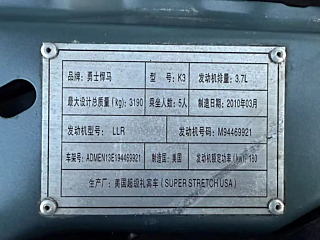 品牌：勇士悍马 型 号：K3 发动机排量：3.7L
最大设计总质量(kg)：3190 乘坐人数：5人 制造日期：2010年03月
发动机型号：LLR 发动机号码：M94469921
车架号：ADMEN13E194469921 制造国：美国 发动机额定功率(kw)：180
生产厂：美国超级礼宾车（SUPER STRETCH USA）